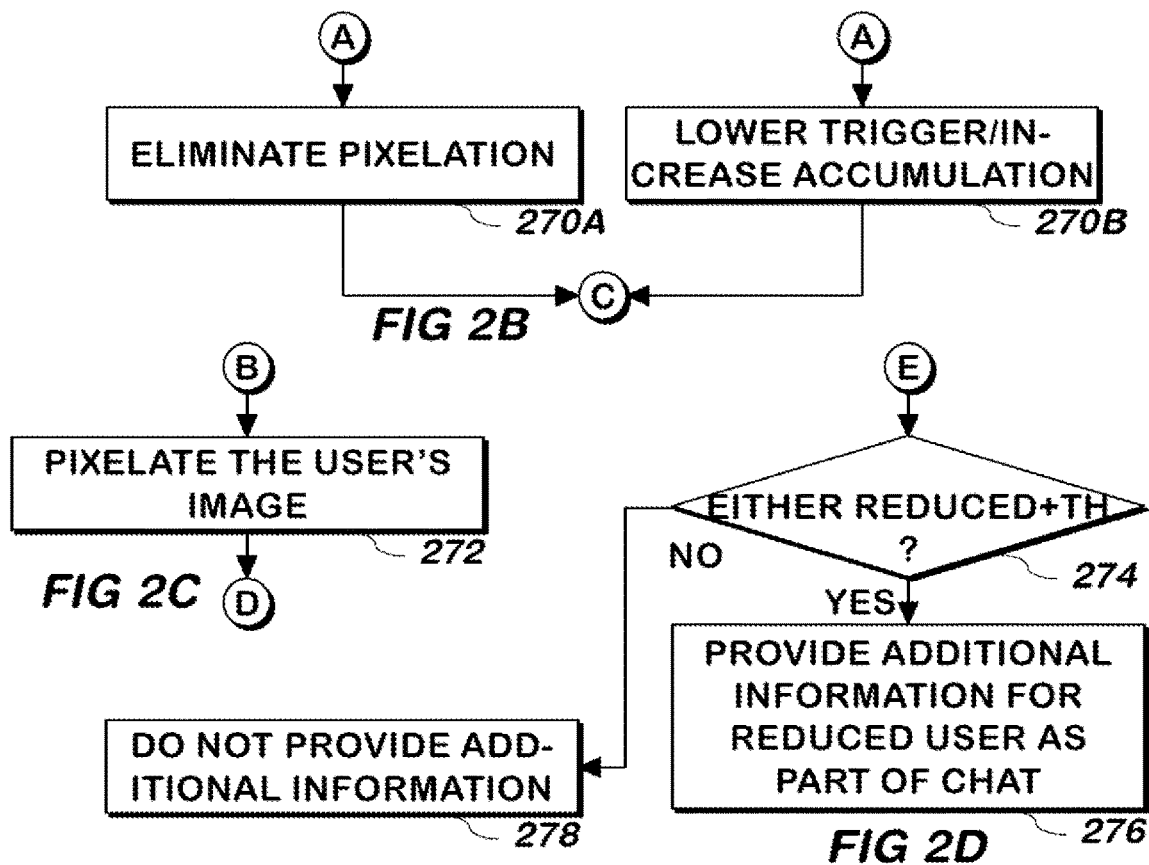 A
A
ELIMINATE PIXELATION
270A
LOWER TRIGGER/IN-
CREASE ACCUMULATION
270B
C
FIG 2B
B
PIXELATE THE USER'S
IMAGE
272
FIG 2C
D
E
EITHER REDUCED+TH
?
274
NO
YES
PROVIDE ADDITIONAL
INFORMATION FOR
REDUCED USER AS
PART OF CHAT
276
DO NOT PROVIDE ADD-
ITIONAL INFORMATION
278
FIG 2D